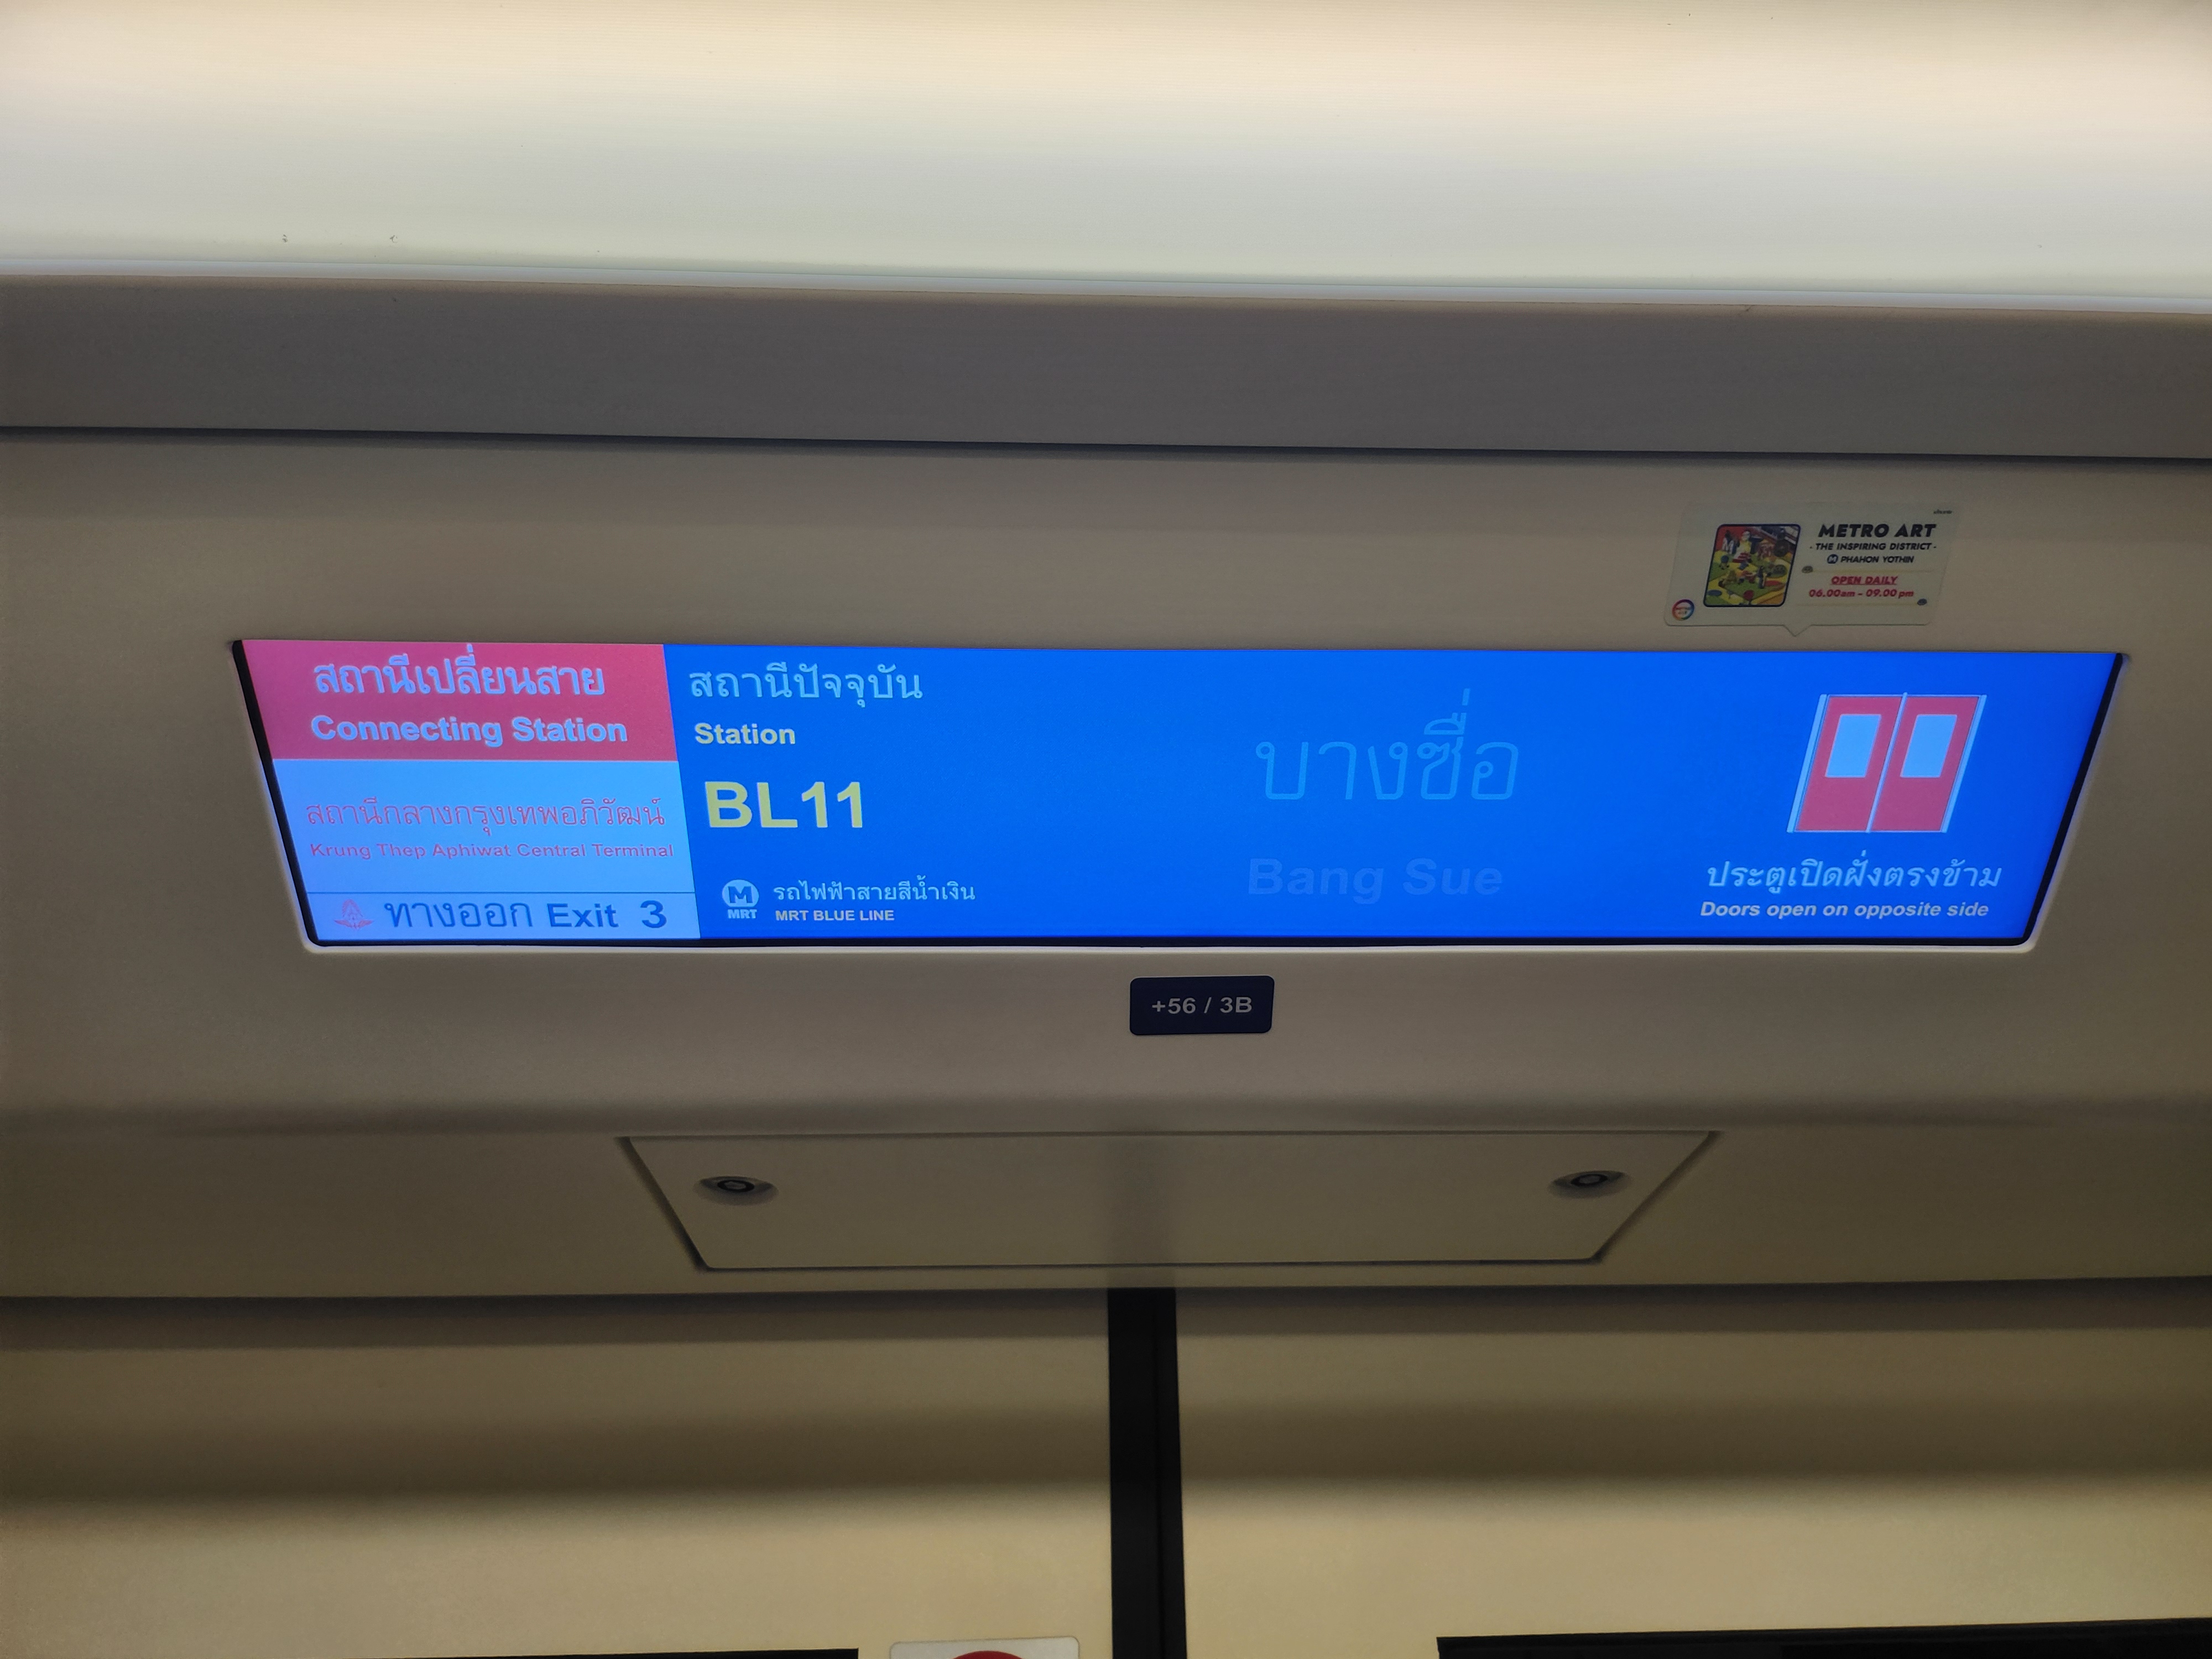 METRO ART
- THE INSPIRING DISTRICT -
M PHAHON YOTHIN
OPEN DAILY
06.00am - 09.00 pm
สถานีเปลี่ยนสาย
Connecting Station
สถานีกลางกรุงเทพอภิวัฒน์
Krung Thep Aphiwat Central Terminal
ทางออก Exit 3
สถานีปัจจุบัน
Station
BL11
M
MRT
รถไฟฟ้าสายสีน้ำเงิน
MRT BLUE LINE
บางซื่อ
Bang Sue
ประตูเปิดฝั่งตรงข้าม
Doors open on opposite side
+56 / 3B